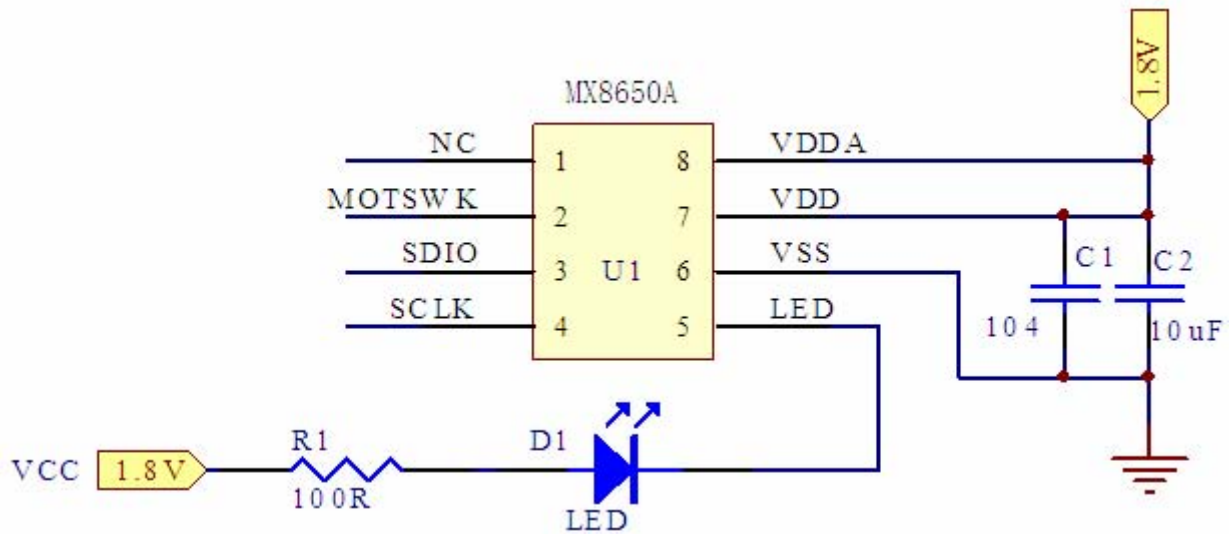 1.8V
MX8650A
NC 1 8 VDDA
MOTSWK 2 7 VDD
SDIO 3 U1 6 VSS C1 C2
SCLK 4 5 LED 104 10uF
R1 D1
VCC 1.8V
100R
LED